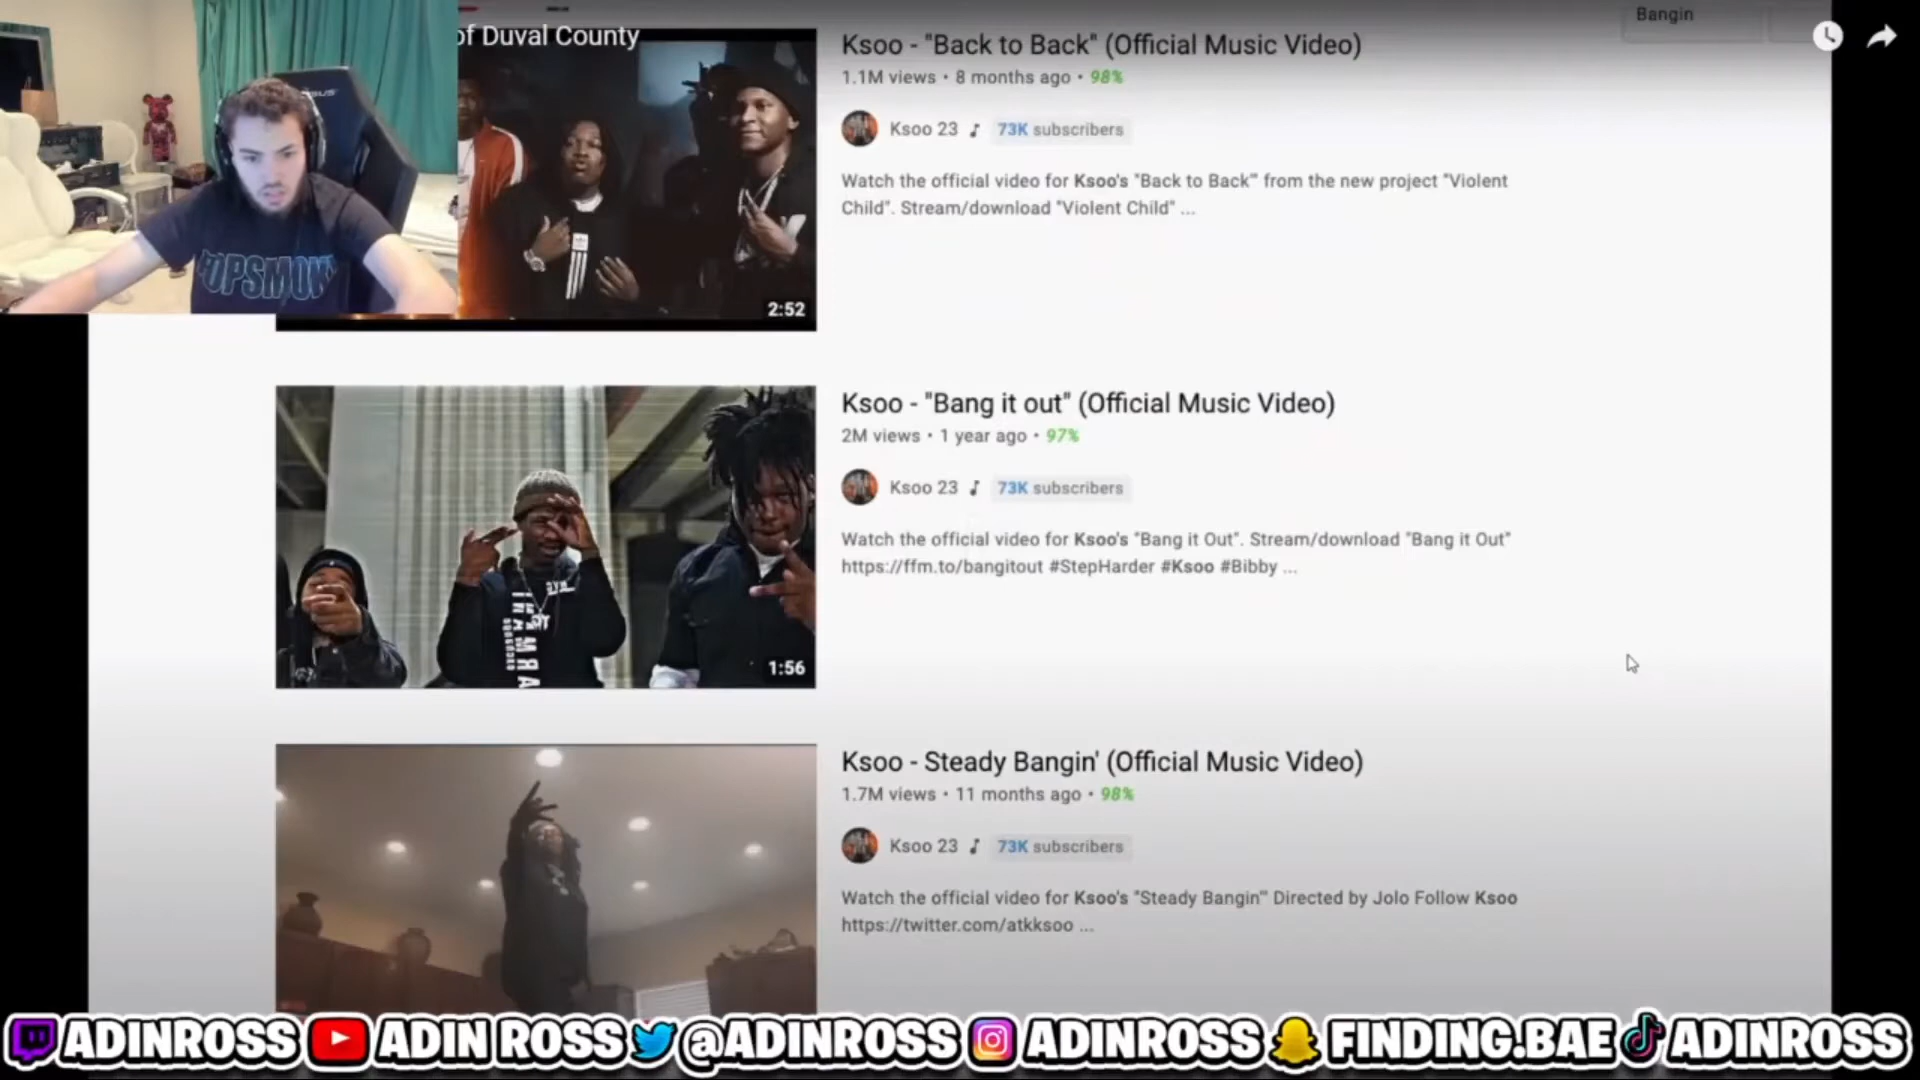 of Duval County
Bangin
Ksoo - "Back to Back" (Official Music Video)
1.1M views • 8 months ago • 98%
Ksoo 23 ♪ 73K subscribers
Watch the official video for Ksoo's "Back to Back'" from the new project "Violent
Child". Stream/download "Violent Child" ...
2:52
POPSMOKE
Ksoo - "Bang it out" (Official Music Video)
2M views • 1 year ago • 97%
Ksoo 23 ♪ 73K subscribers
Watch the official video for Ksoo's "Bang it Out". Stream/download "Bang it Out"
https://ffm.to/bangitout #StepHarder #Ksoo #Bibby ...
1:56
Ksoo - Steady Bangin' (Official Music Video)
1.7M views • 11 months ago • 98%
Ksoo 23 ♪ 73K subscribers
Watch the official video for Ksoo's "Steady Bangin'" Directed by Jolo Follow Ksoo
https://twitter.com/atkksoo ...
ADINROSS ADIN ROSS @ADINROSS ADINROSS FINDING.BAE ADINROSS